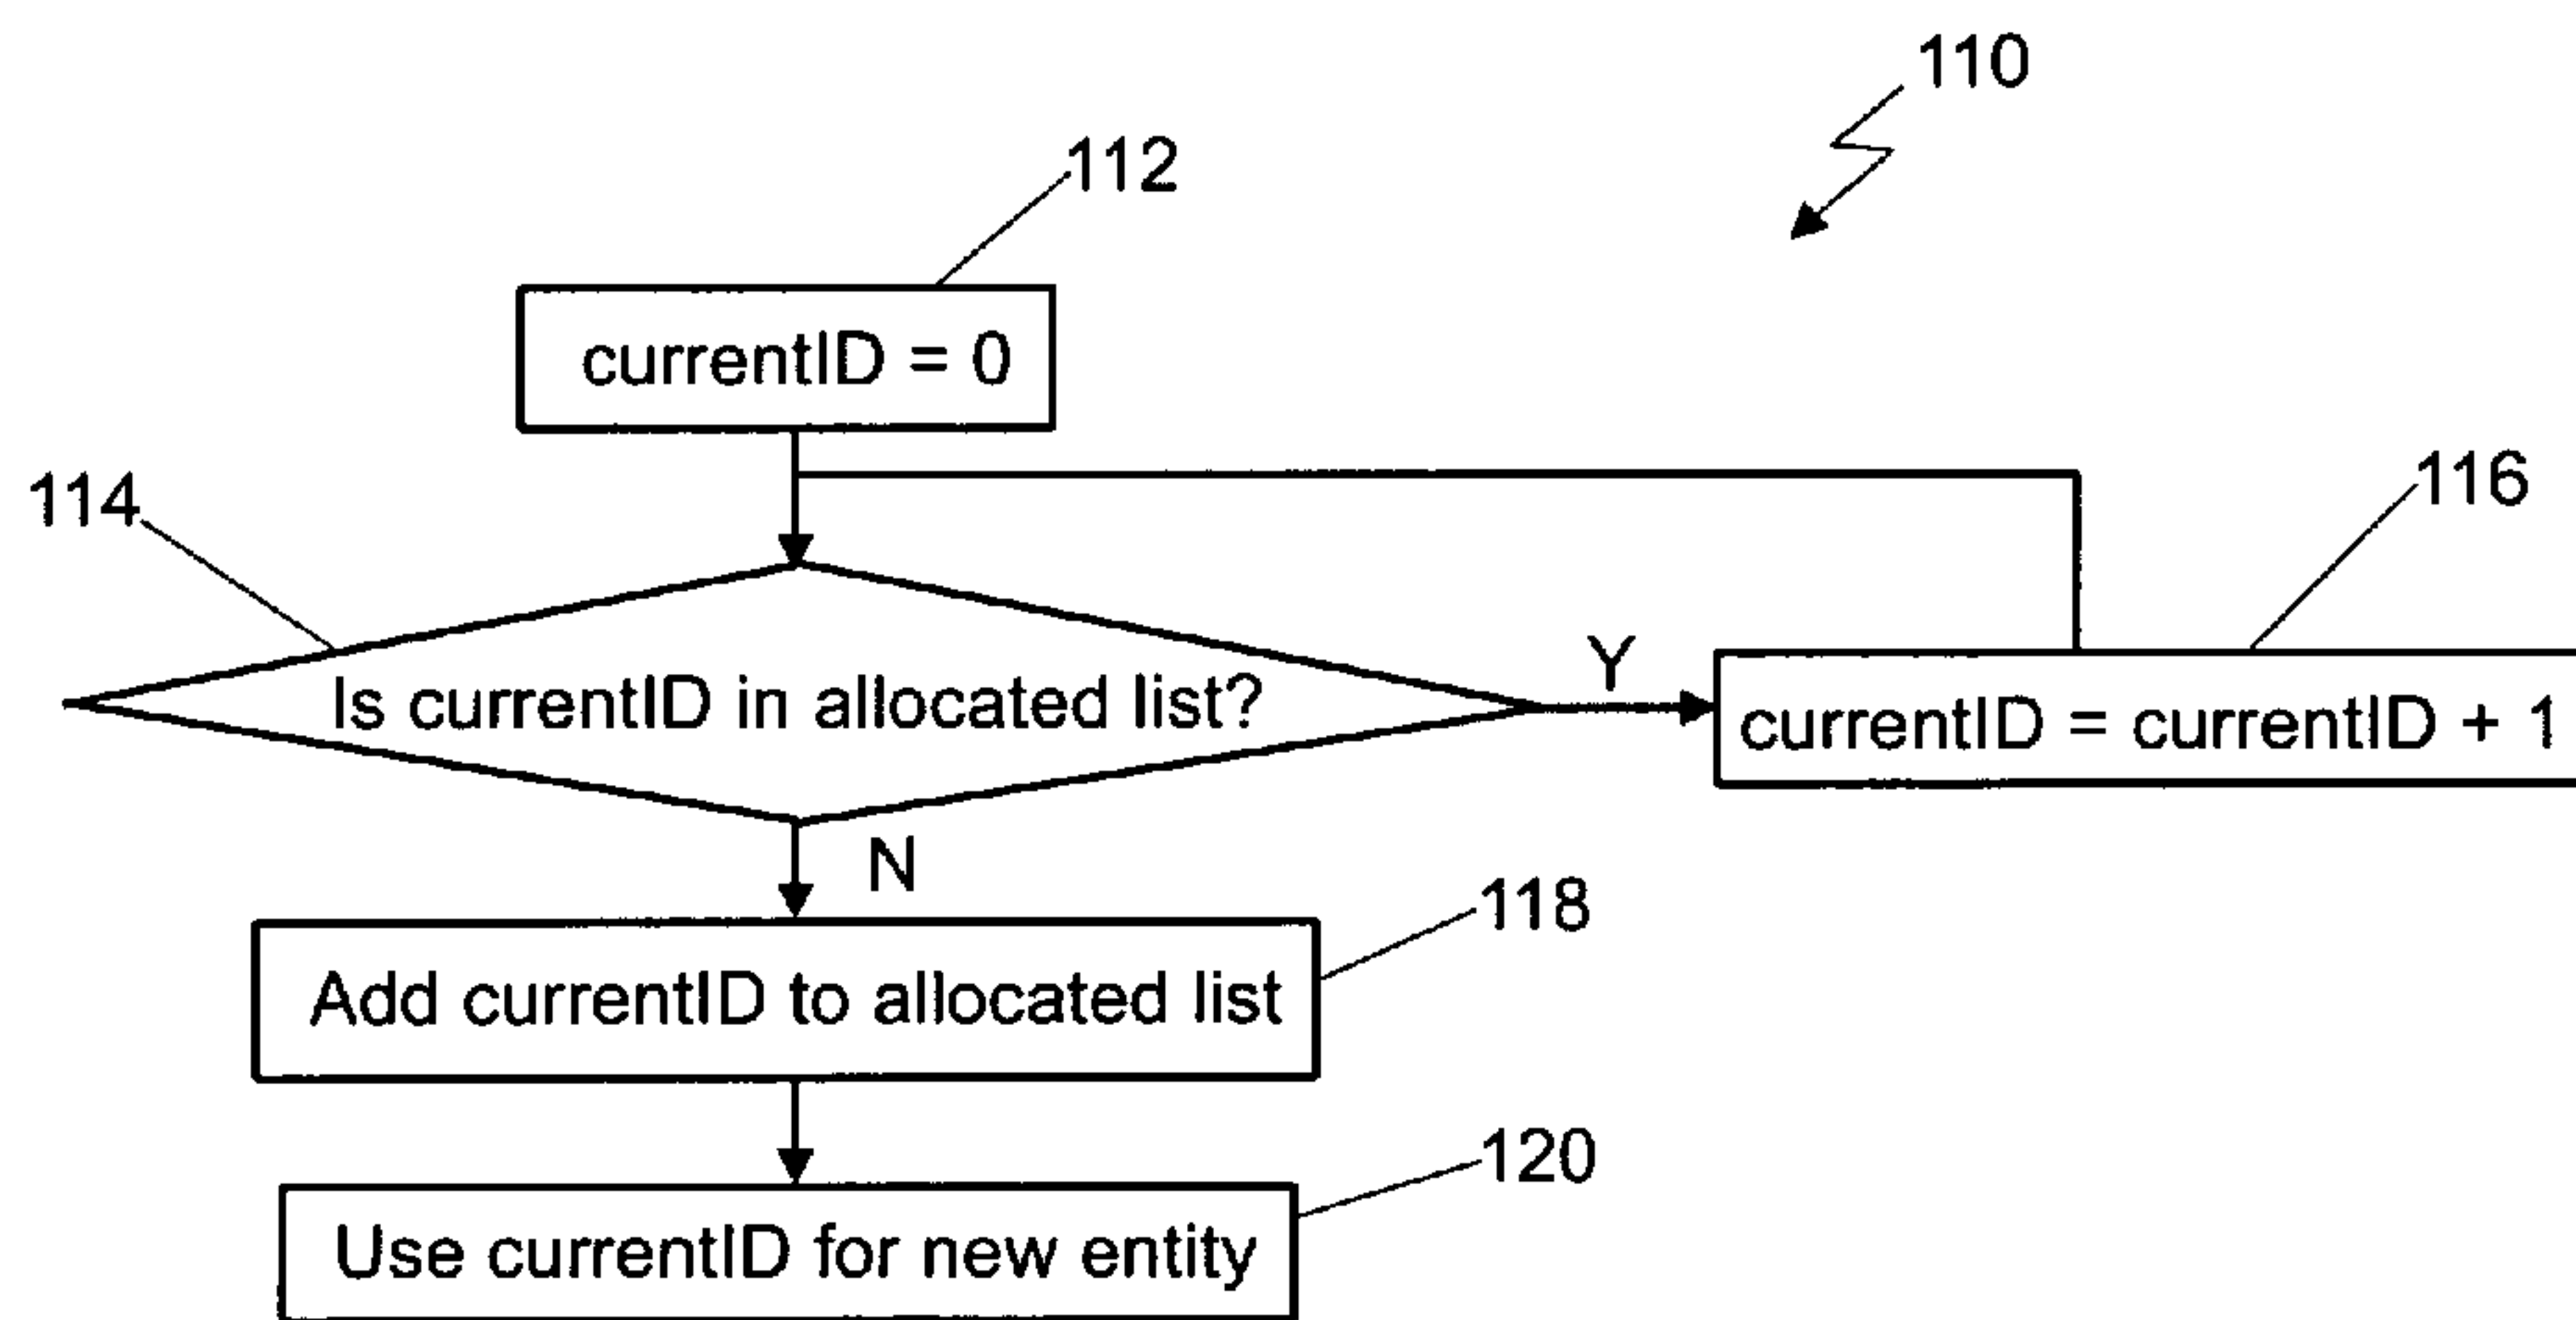 110
112
currentID = 0
114
116
Is currentID in allocated list?
Y
currentID = currentID + 1
N
118
Add currentID to allocated list
120
Use currentID for new entity